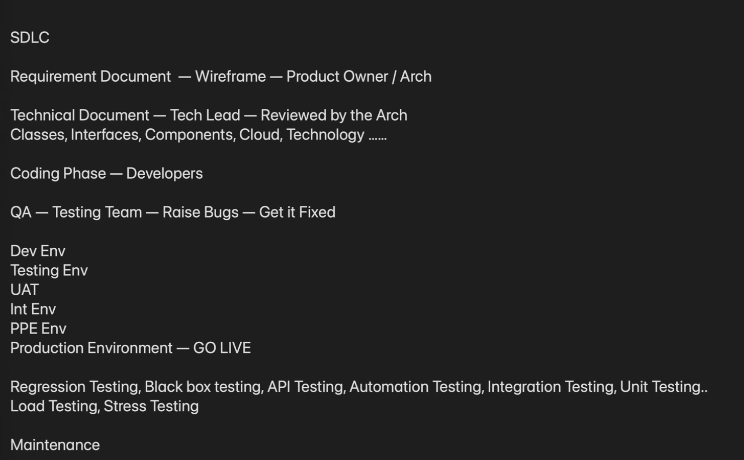 SDLC
Requirement Document — Wireframe — Product Owner / Arch
Technical Document — Tech Lead — Reviewed by the Arch
Classes, Interfaces, Components, Cloud, Technology ......
Coding Phase — Developers
QA — Testing Team — Raise Bugs — Get it Fixed
Dev Env
Testing Env
UAT
Int Env
PPE Env
Production Environment — GO LIVE
Regression Testing, Black box testing, API Testing, Automation Testing, Integration Testing, Unit Testing..
Load Testing, Stress Testing
Maintenance